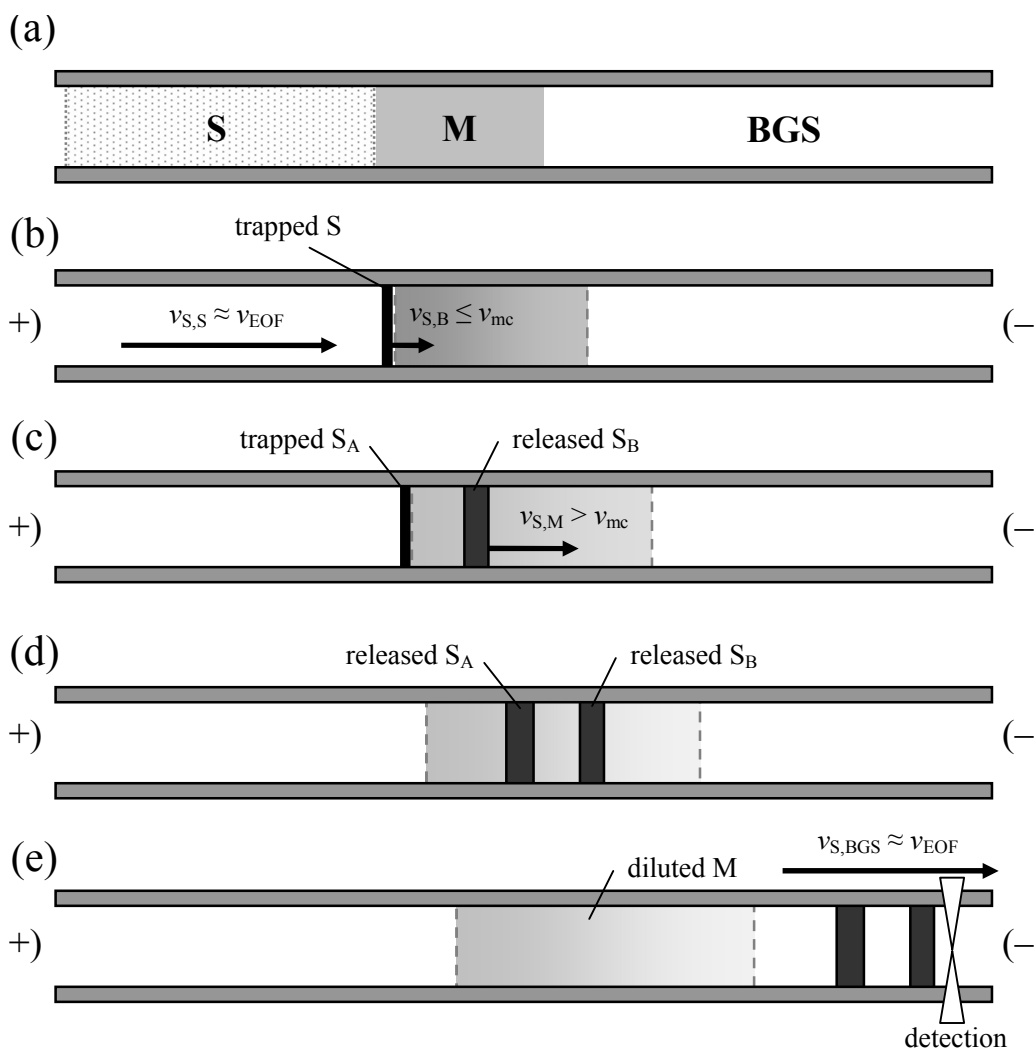 (a)
S M BGS
(b)
trapped S
+) v_S,S ≈ v_EOF v_S,B ≤ v_mc (–
(c)
trapped S_A released S_B
+) v_S,M > v_mc (–
(d)
released S_A released S_B
+) (–
(e)
v_S,BGS ≈ v_EOF
diluted M
+) (–
detection